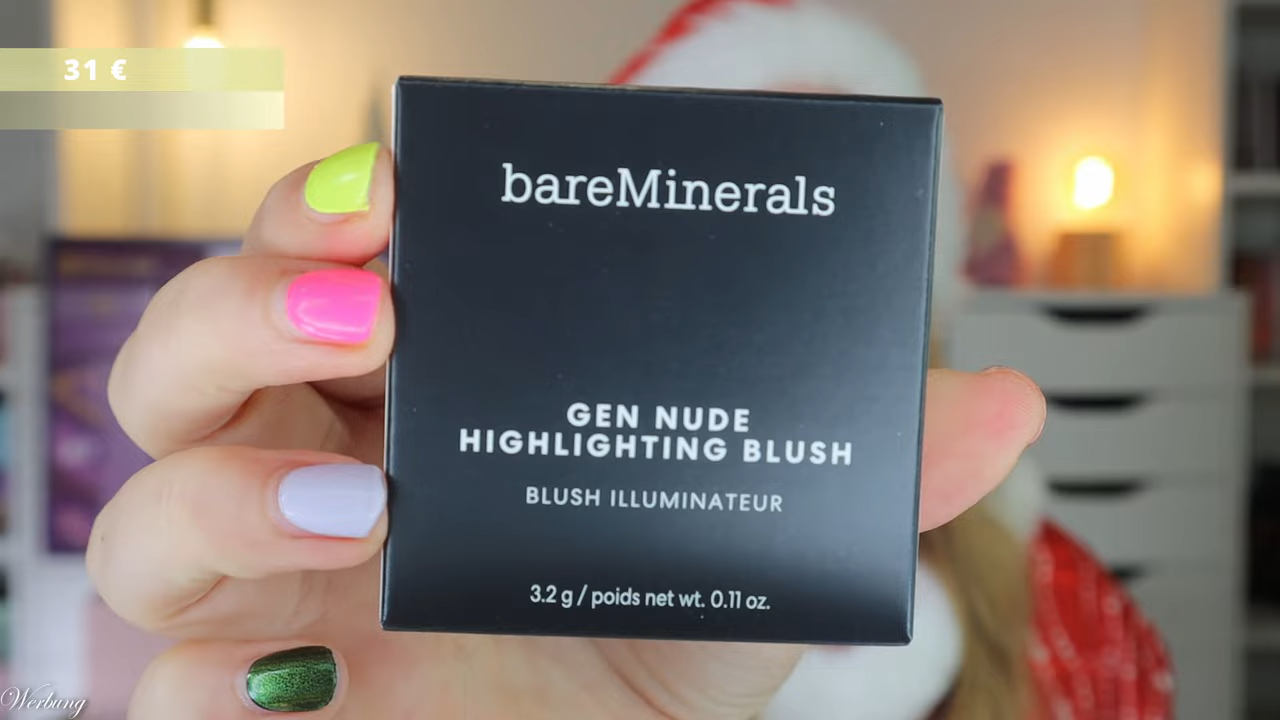 31 €
bareMinerals
GEN NUDE
HIGHLIGHTING BLUSH
BLUSH ILLUMINATEUR
3.2 g / poids net wt. 0.11 oz.
Werbung